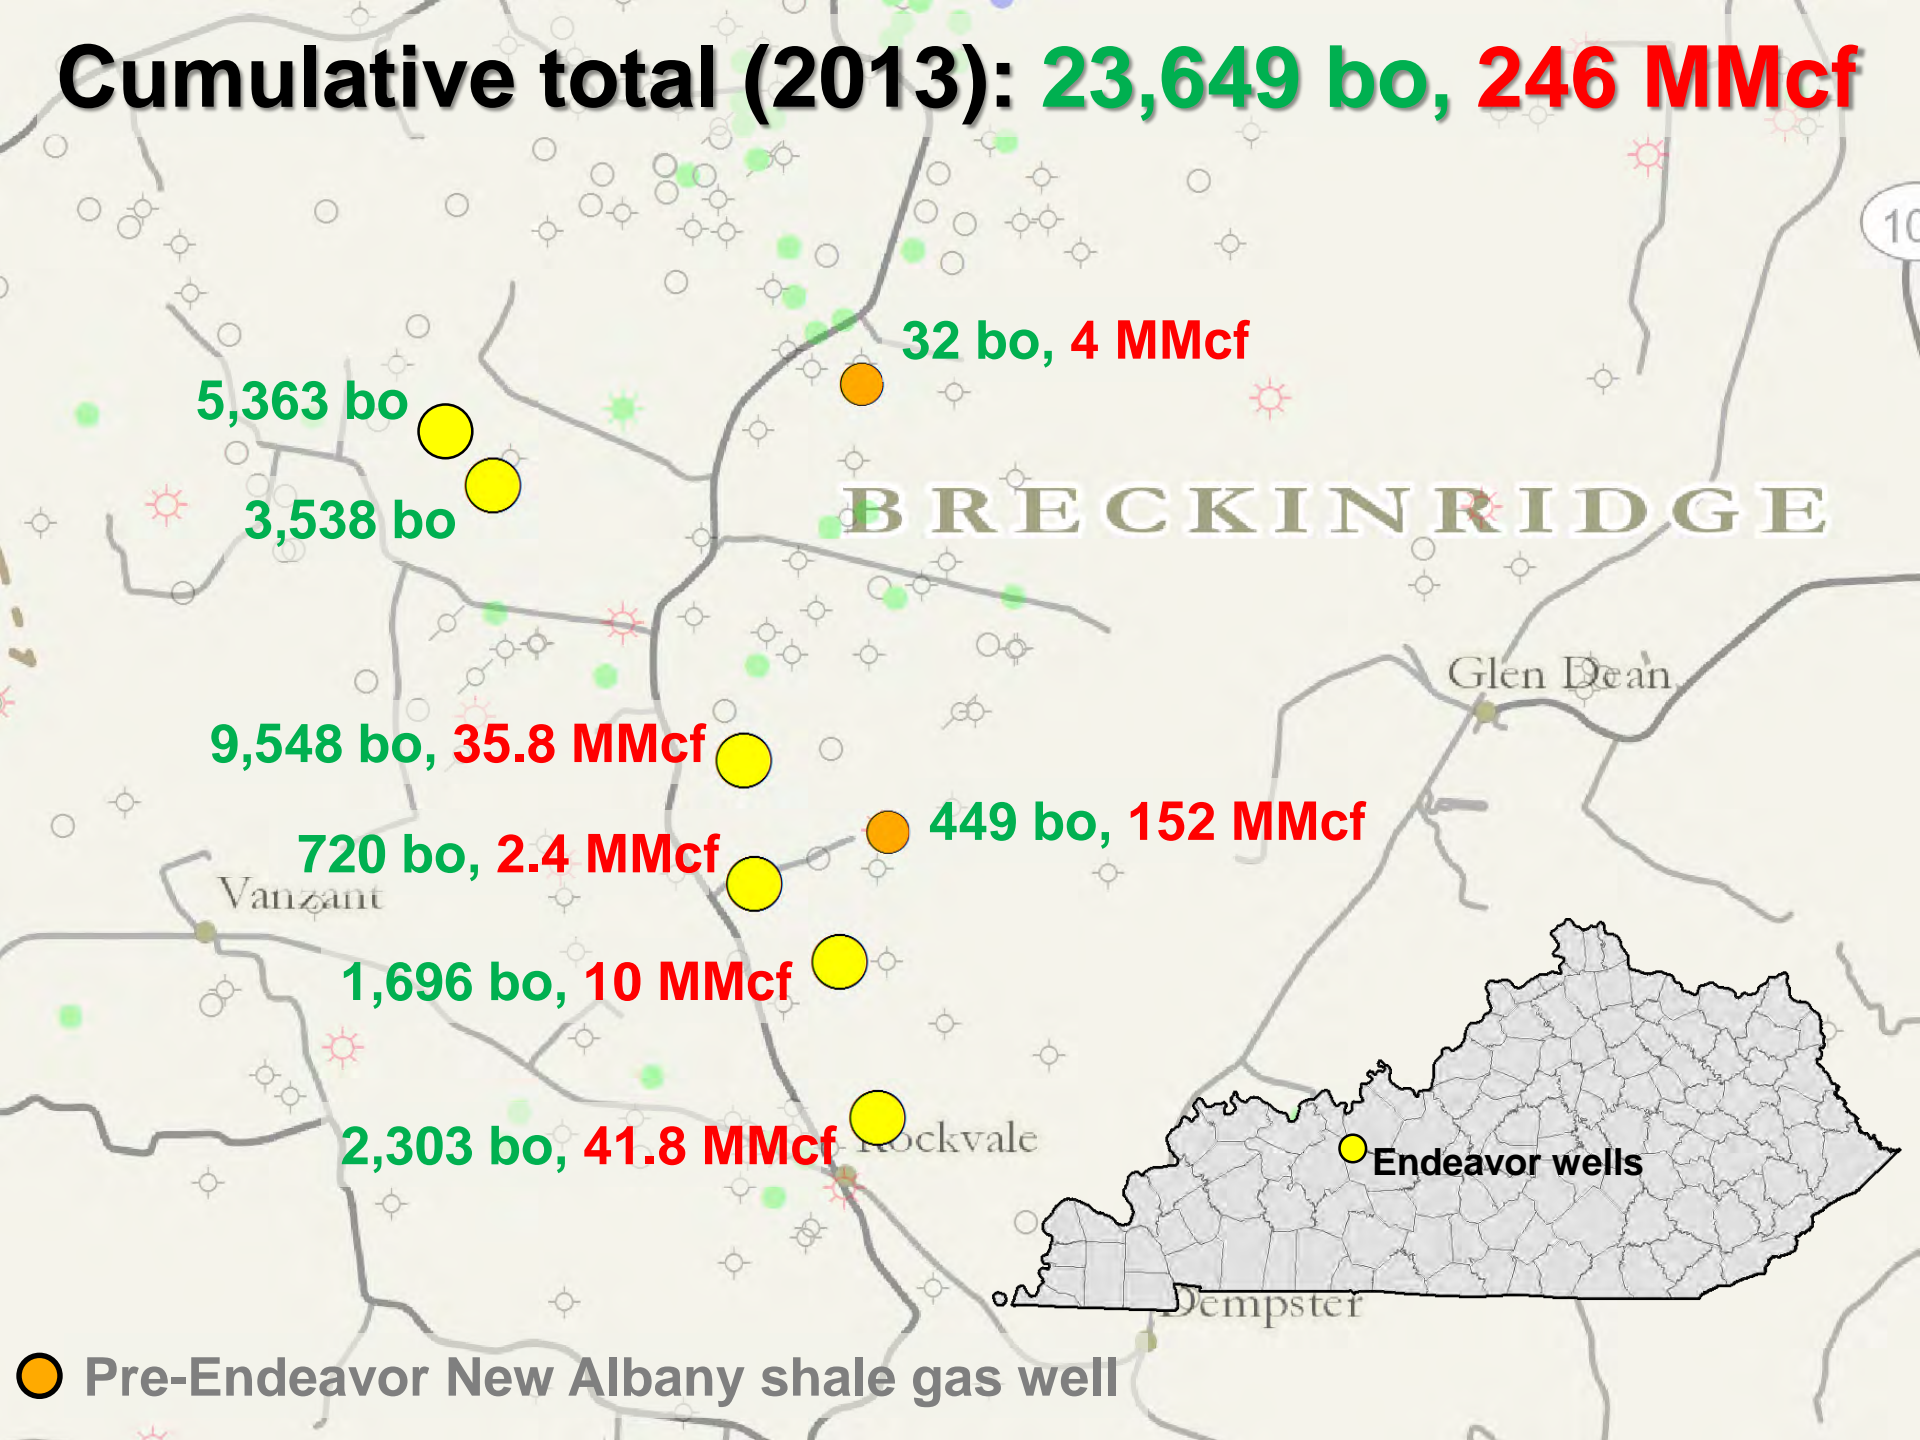 Cumulative total (2013): 23,649 bo, 246 MMcf
10
32 bo, 4 MMcf
5,363 bo
3,538 bo
BRECKINRIDGE
Glen Dean
9,548 bo, 35.8 MMcf
449 bo, 152 MMcf
720 bo, 2.4 MMcf
Vanzant
1,696 bo, 10 MMcf
2,303 bo, 41.8 MMcf
Rockvale
Endeavor wells
Dempster
Pre-Endeavor New Albany shale gas well